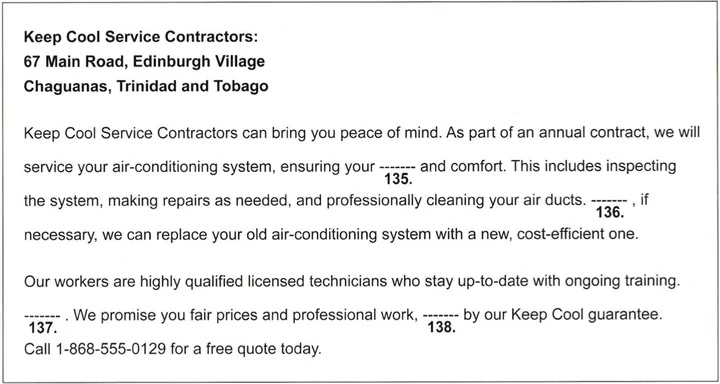 Keep Cool Service Contractors:
67 Main Road, Edinburgh Village
Chaguanas, Trinidad and Tobago
Keep Cool Service Contractors can bring you peace of mind. As part of an annual contract, we will
service your air-conditioning system, ensuring your ------- and comfort. This includes inspecting
135.
the system, making repairs as needed, and professionally cleaning your air ducts. ------- , if
136.
necessary, we can replace your old air-conditioning system with a new, cost-efficient one.
Our workers are highly qualified licensed technicians who stay up-to-date with ongoing training.
------- . We promise you fair prices and professional work, ------- by our Keep Cool guarantee.
137. 138.
Call 1-868-555-0129 for a free quote today.